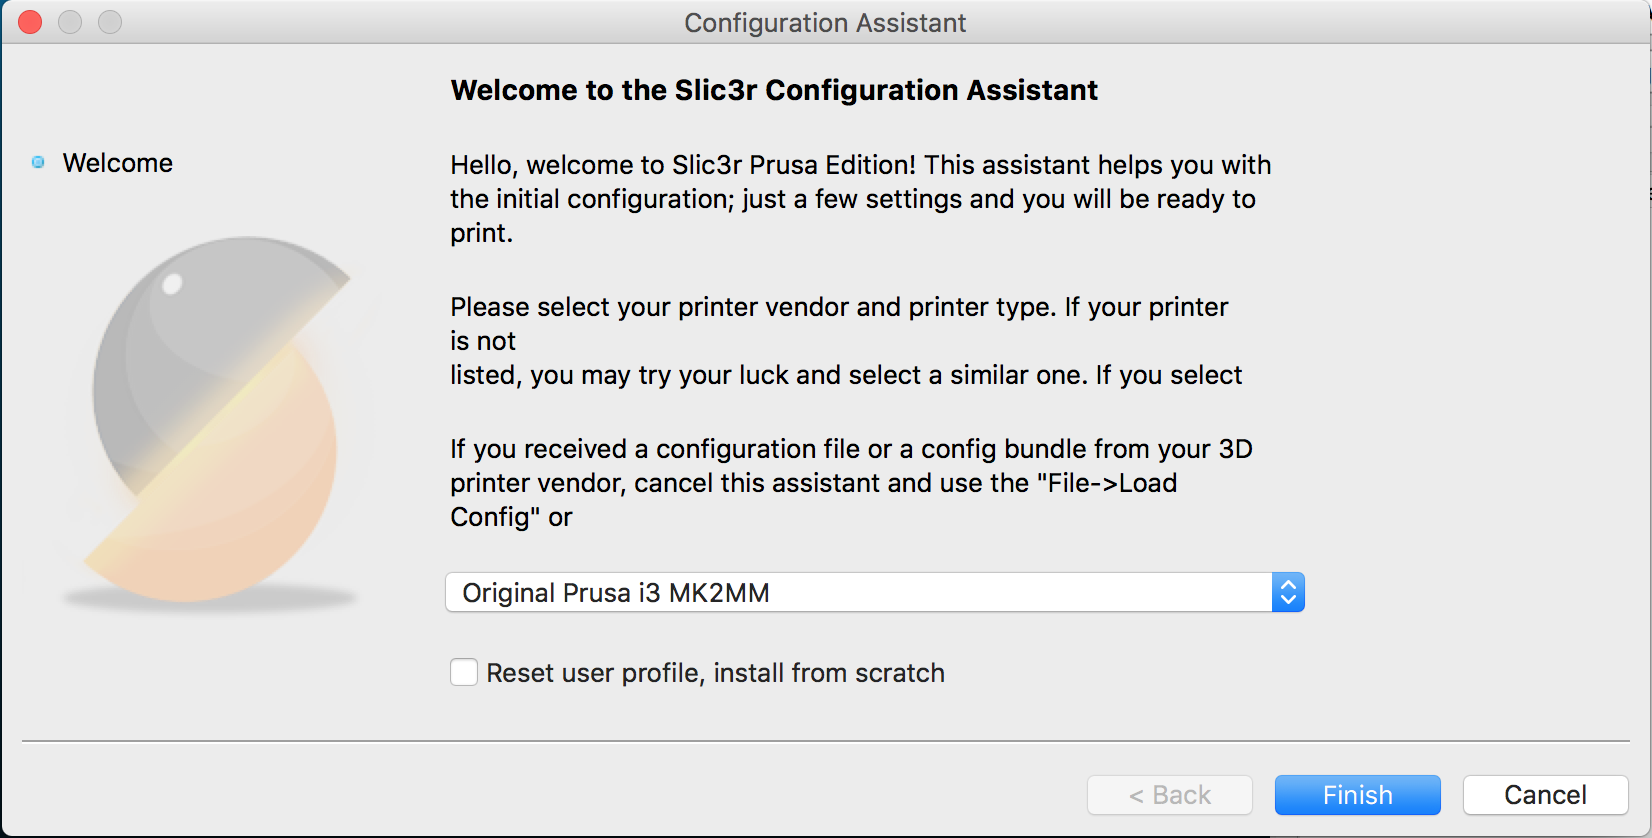 Configuration Assistant
Welcome to the Slic3r Configuration Assistant
Welcome
Hello, welcome to Slic3r Prusa Edition! This assistant helps you with
the initial configuration; just a few settings and you will be ready to
print.
Please select your printer vendor and printer type. If your printer
is not
listed, you may try your luck and select a similar one. If you select
If you received a configuration file or a config bundle from your 3D
printer vendor, cancel this assistant and use the "File->Load
Config" or
Original Prusa i3 MK2MM
Reset user profile, install from scratch
< Back
Finish
Cancel